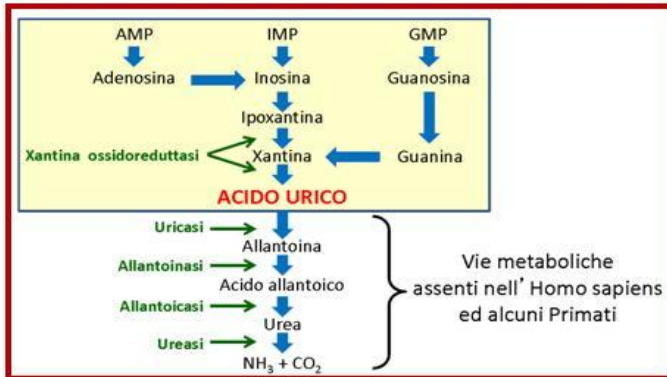 AMP IMP GMP
Adenosina Inosina Guanosina
Ipoxantina
Xantina ossidoreduttasi Xantina Guanina
ACIDO URICO
Uricasi
Allantoina
Allantoinasi
Acido allantoico
Allantoicasi
Urea
Ureasi
NH₃ + CO₂
Vie metaboliche
assenti nell' Homo sapiens
ed alcuni Primati